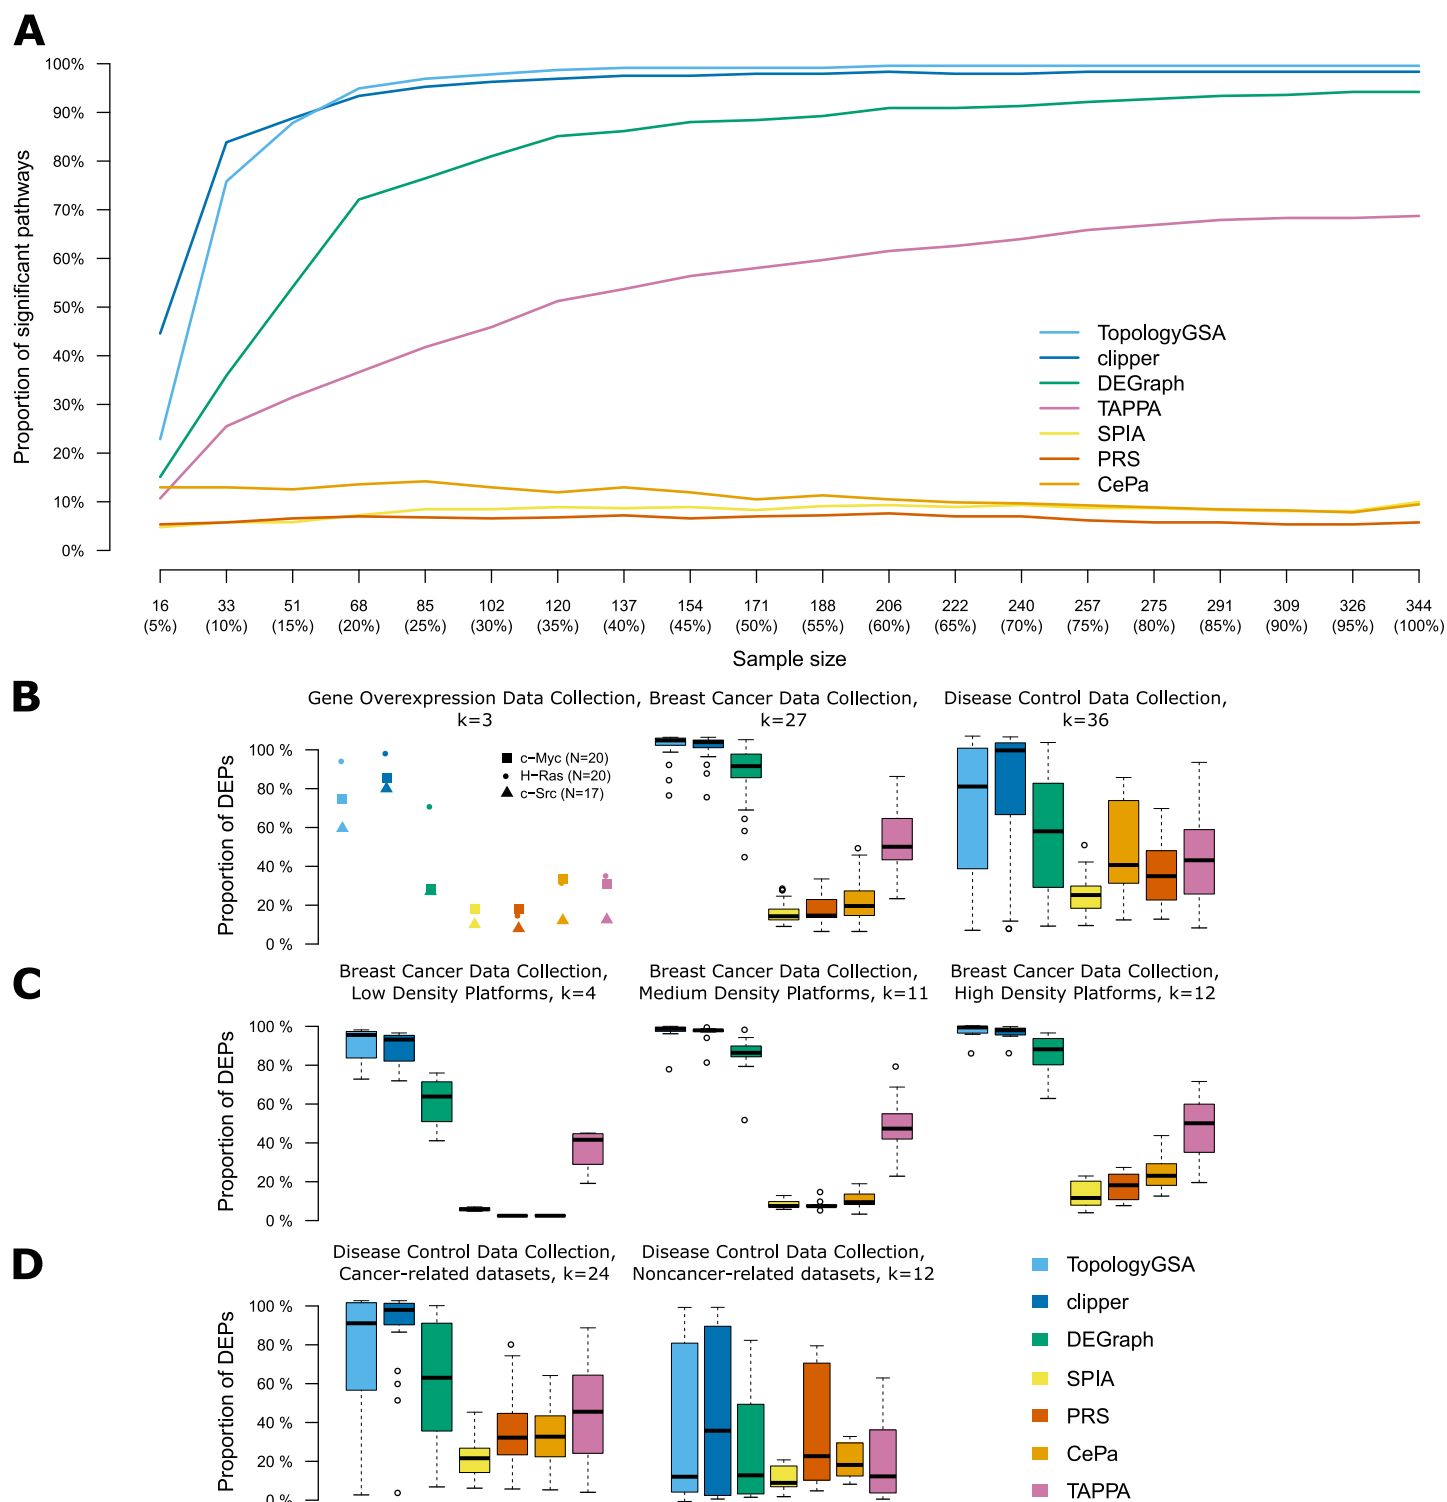 A
Proportion of significant pathways
100%
90%
80%
70%
60%
50%
40%
30%
20%
10%
0%
TopologyGSA
clipper
DEGraph
TAPPA
SPIA
PRS
CePa
16 33 51 68 85 102 120 137 154 171 188 206 222 240 257 275 291 309 326 344
(5%) (10%) (15%) (20%) (25%) (30%) (35%) (40%) (45%) (50%) (55%) (60%) (65%) (70%) (75%) (80%) (85%) (90%) (95%) (100%)
Sample size
B
Gene Overexpression Data Collection,
k=3
Breast Cancer Data Collection,
k=27
Disease Control Data Collection,
k=36
Proportion of DEPs
100 %
80 %
60 %
40 %
20 %
0 %
c−Myc (N=20)
H−Ras (N=20)
c−Src (N=17)
C
Breast Cancer Data Collection,
Low Density Platforms, k=4
Breast Cancer Data Collection,
Medium Density Platforms, k=11
Breast Cancer Data Collection,
High Density Platforms, k=12
Proportion of DEPs
100 %
80 %
60 %
40 %
20 %
0 %
D
Disease Control Data Collection,
Cancer-related datasets, k=24
Disease Control Data Collection,
Noncancer-related datasets, k=12
Proportion of DEPs
100 %
80 %
60 %
40 %
20 %
0 %
TopologyGSA
clipper
DEGraph
SPIA
PRS
CePa
TAPPA